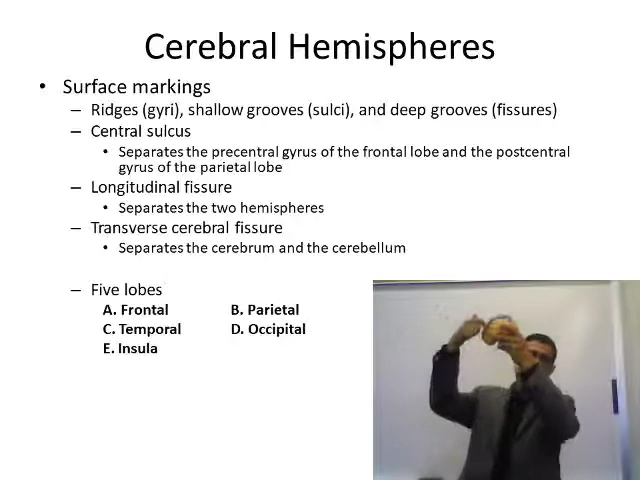 Cerebral Hemispheres
• Surface markings
– Ridges (gyri), shallow grooves (sulci), and deep grooves (fissures)
– Central sulcus
• Separates the precentral gyrus of the frontal lobe and the postcentral
gyrus of the parietal lobe
– Longitudinal fissure
• Separates the two hemispheres
– Transverse cerebral fissure
• Separates the cerebrum and the cerebellum
– Five lobes
A. Frontal B. Parietal
C. Temporal D. Occipital
E. Insula